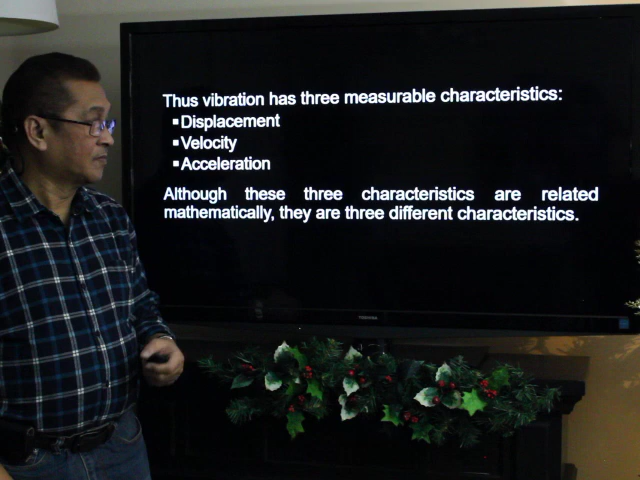 Thus vibration has three measurable characteristics:
▪Displacement
▪Velocity
▪Acceleration
Although these three characteristics are related
mathematically, they are three different characteristics.
TOSHIBA